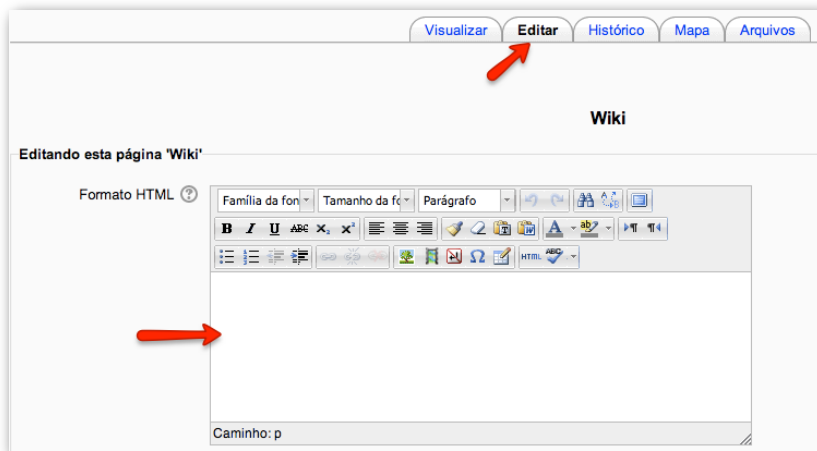 Visualizar Editar Histórico Mapa Arquivos
Wiki
Editando esta página 'Wiki'
Formato HTML
Família da fon Tamanho da fo Parágrafo
B I U ABC X₂ X² A ab
HTML ABC
Caminho: p